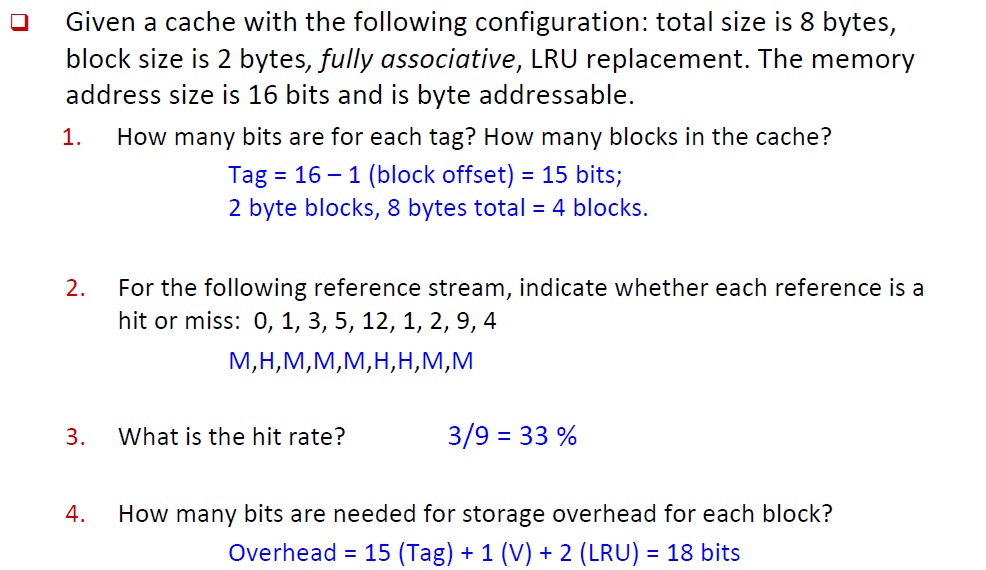 Given a cache with the following configuration: total size is 8 bytes,
block size is 2 bytes, fully associative, LRU replacement. The memory
address size is 16 bits and is byte addressable.
1. How many bits are for each tag? How many blocks in the cache?
Tag = 16 – 1 (block offset) = 15 bits;
2 byte blocks, 8 bytes total = 4 blocks.
2. For the following reference stream, indicate whether each reference is a
hit or miss: 0, 1, 3, 5, 12, 1, 2, 9, 4
M,H,M,M,M,H,H,M,M
3. What is the hit rate? 3/9 = 33 %
4. How many bits are needed for storage overhead for each block?
Overhead = 15 (Tag) + 1 (V) + 2 (LRU) = 18 bits